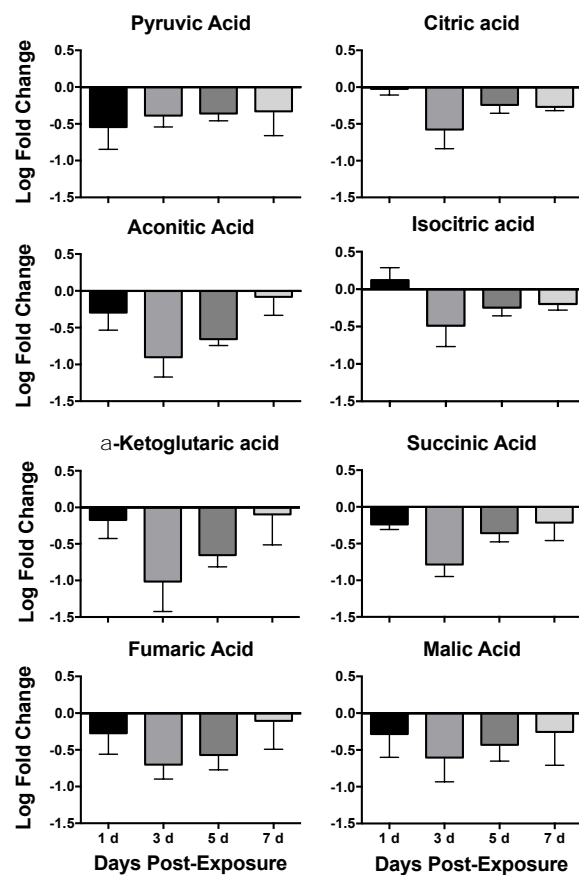 Pyruvic Acid
Log Fold Change
0.5
0.0
-0.5
-1.0
-1.5
Citric acid
0.5
0.0
-0.5
-1.0
-1.5
Aconitic Acid
Log Fold Change
0.5
0.0
-0.5
-1.0
-1.5
Isocitric acid
0.5
0.0
-0.5
-1.0
-1.5
a-Ketoglutaric acid
Log Fold Change
0.5
0.0
-0.5
-1.0
-1.5
Succinic Acid
0.5
0.0
-0.5
-1.0
-1.5
Fumaric Acid
Log Fold Change
0.5
0.0
-0.5
-1.0
-1.5
1 d 3 d 5 d 7 d
Days Post-Exposure
Malic Acid
0.5
0.0
-0.5
-1.0
-1.5
1 d 3 d 5 d 7 d
Days Post-Exposure